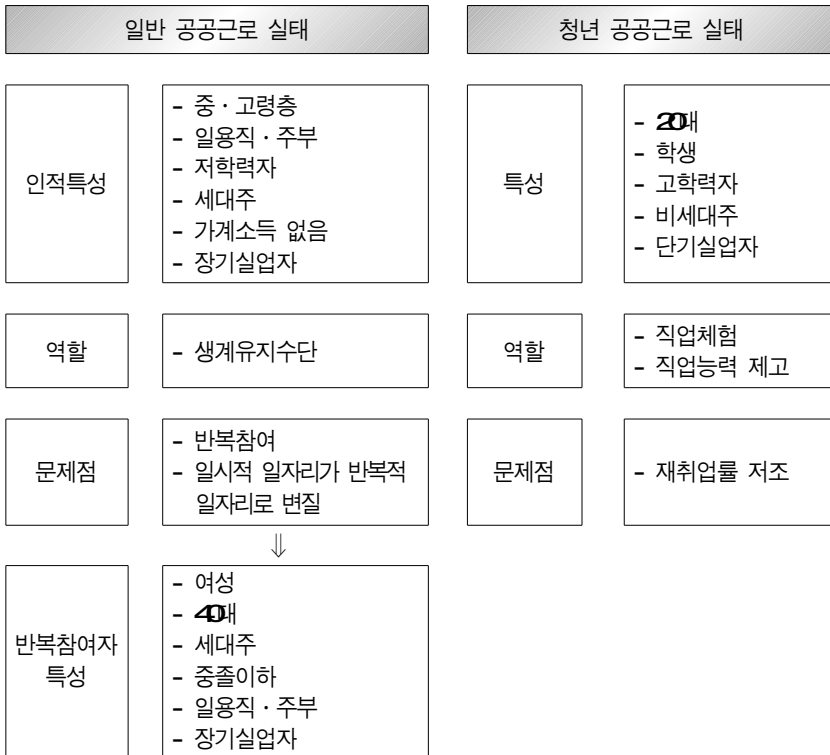 일반 공공근로 실태
인적특성
- 중·고령층
- 일용직·주부
- 저학력자
- 세대주
- 가계소득 없음
- 장기실업자
역할
- 생계유지수단
문제점
- 반복참여
- 일시적 일자리가 반복적
일자리로 변질
⇓
반복참여자
특성
- 여성
- 40대
- 세대주
- 중졸이하
- 일용직·주부
- 장기실업자
청년 공공근로 실태
특성
- 20대
- 학생
- 고학력자
- 비세대주
- 단기실업자
역할
- 직업체험
- 직업능력 제고
문제점
- 재취업률 저조